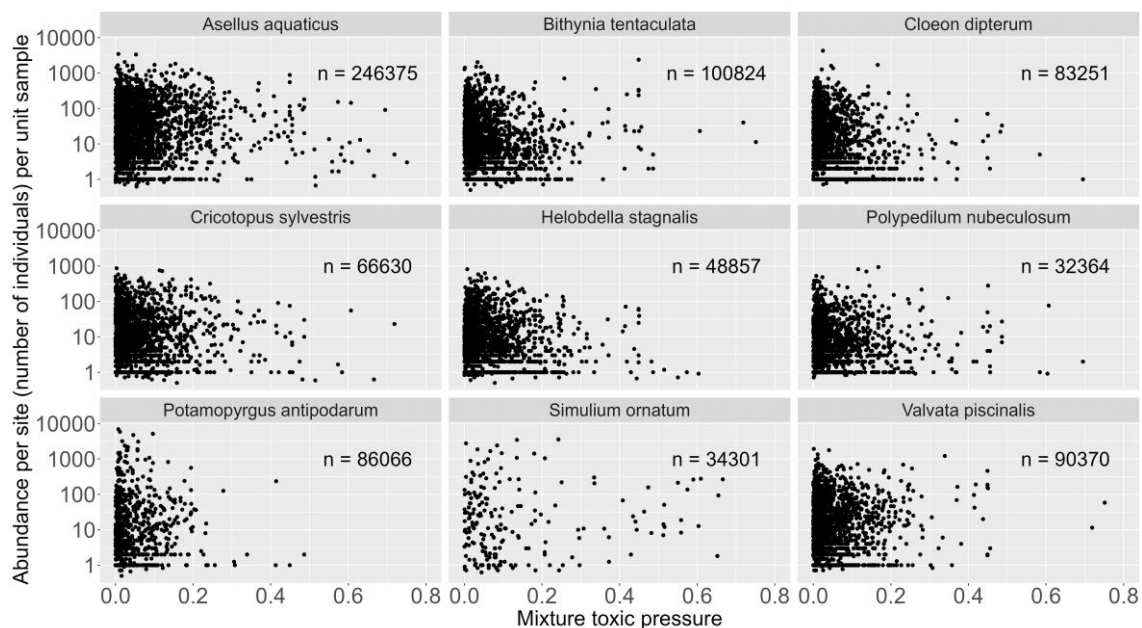 Abundance per site (number of individuals) per unit sample
Asellus aquaticus
Bithynia tentaculata
Cloeon dipterum
10000
1000
100
10
1
n = 246375
n = 100824
n = 83251
Cricotopus sylvestris
Helobdella stagnalis
Polypedilum nubeculosum
10000
1000
100
10
1
n = 66630
n = 48857
n = 32364
Potamopyrgus antipodarum
Simulium ornatum
Valvata piscinalis
10000
1000
100
10
1
n = 86066
n = 34301
n = 90370
0.0 0.2 0.4 0.6 0.8
0.0 0.2 0.4 0.6 0.8
0.0 0.2 0.4 0.6 0.8
Mixture toxic pressure